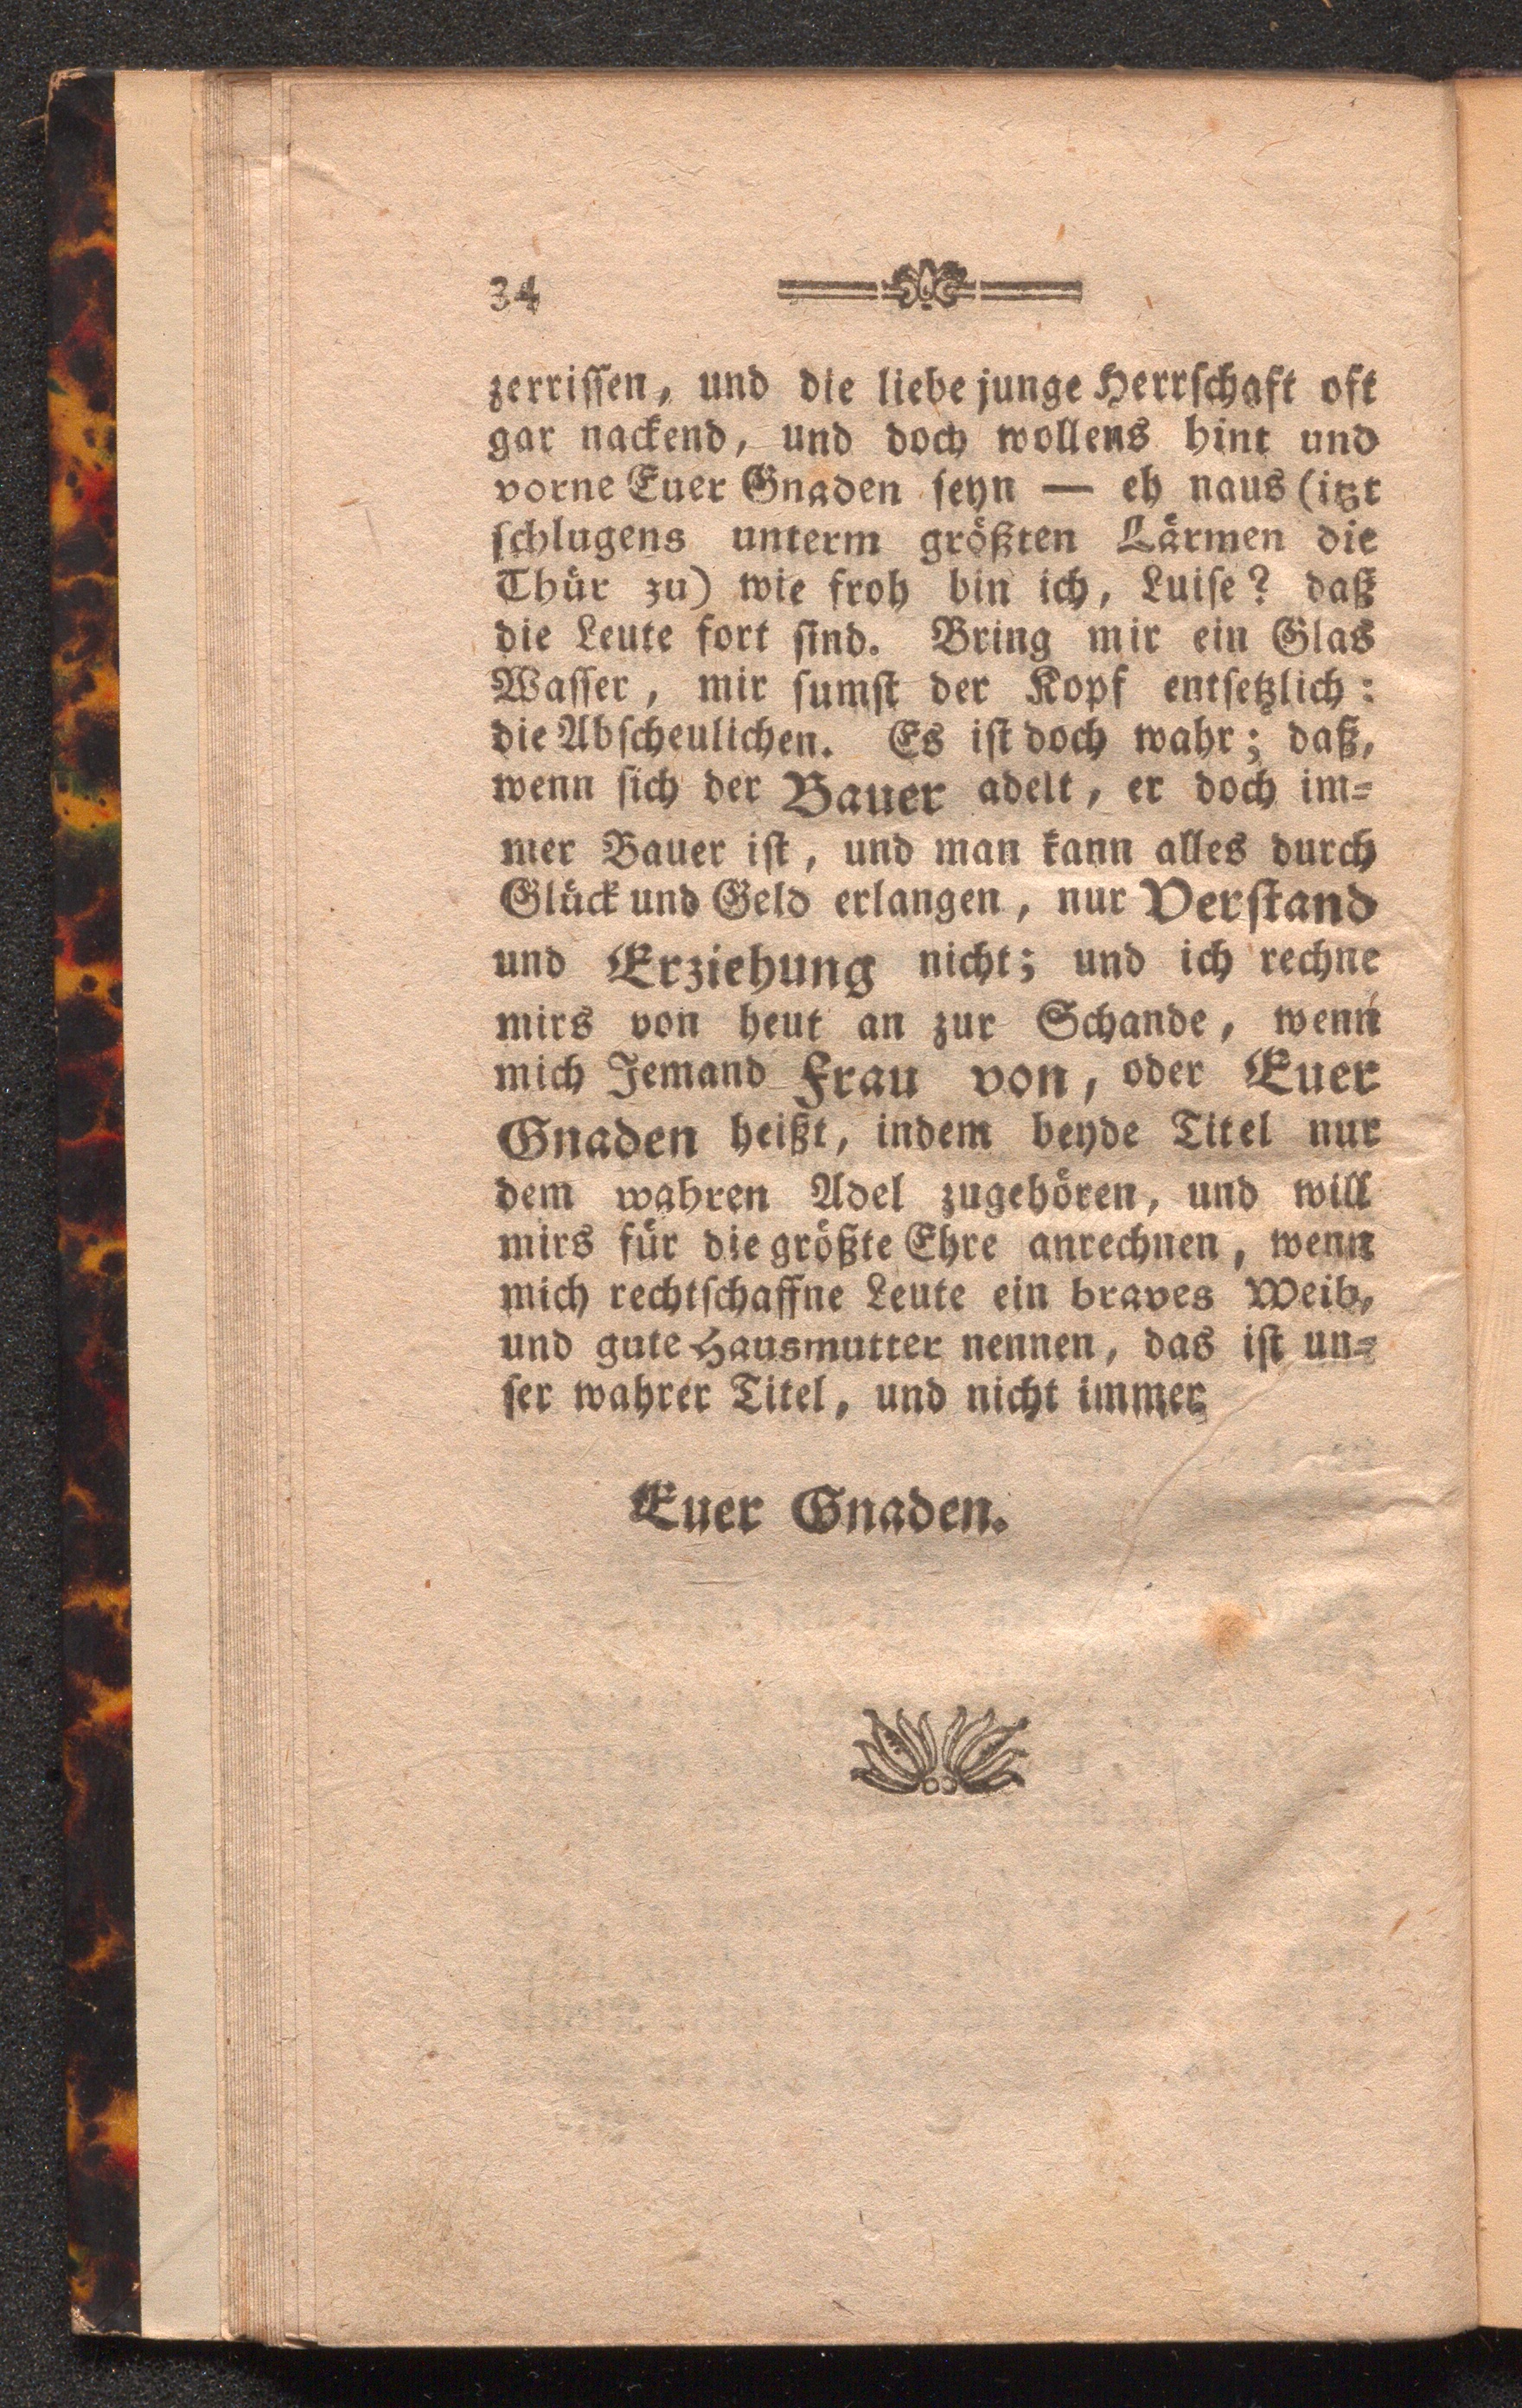 34
zerrissen, und die liebe junge Herrschaft oft
gar nackend, und doch wollens hint und
vorne Euer Gnaden seyn — eh naus (itzt
schlugens unterm größten Lärmen die
Thür zu) wie froh bin ich, Luise? daß
die Leute fort sind. Bring mir ein Glas
Wasser, mir sumst der Kopf entsetzlich:
die Abscheulichen. Es ist doch wahr; daß,
wenn sich der Bauer adelt, er doch im-
mer Bauer ist, und man kann alles durch
Glück und Geld erlangen, nur Verstand
und Erziehung nicht; und ich rechne
mirs von heut an zur Schande, wenn
mich Jemand Frau von, oder Euer
Gnaden heißt, indem beyde Titel nur
dem wahren Adel zugehören, und will
mirs für die größte Ehre anrechnen, wenn
mich rechtschaffne Leute ein braves Weib,
und gute Hausmutter nennen, das ist un-
ser wahrer Titel, und nicht immer
Euer Gnaden.